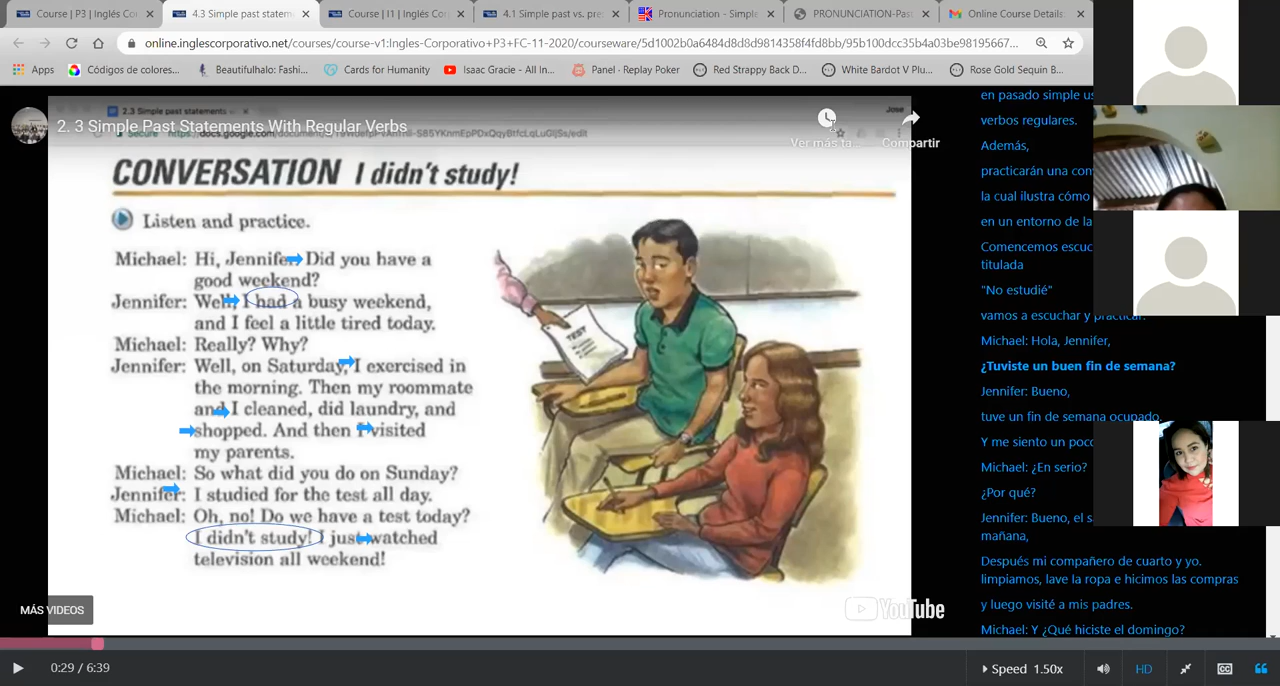 Course | P3 | Inglés Co
4.3 Simple past statem
Course | I1 | Inglés Cor
4.1 Simple past vs. pre
Pronunciation - Simple
PRONUNCIATION-Pas
Online Course Details:
online.inglescorporativo.net/courses/course-v1:Ingles-Corporativo+P3+FC-11-2020/courseware/5d1002b0a6484d8d8d9814358f4fd8bb/95b100dcc35b4a03be98195667...
Apps
Códigos de colores...
Beautifulhalo: Fashi...
Cards for Humanity
Isaac Gracie - All In...
Panel · Replay Poker
Red Strappy Back D...
White Bardot V Plu...
Rose Gold Sequin B...
2.3 Simple past statements
Jose
2. 3 Simple Past Statements With Regular Verbs
Ver más ta...
Compartir
CONVERSATION I didn't study!
Listen and practice.
Michael: Hi, Jennifer. Did you have a
good weekend?
Jennifer: Well, I had a busy weekend,
and I feel a little tired today.
Michael: Really? Why?
Jennifer: Well, on Saturday, I exercised in
the morning. Then my roommate
and I cleaned, did laundry, and
shopped. And then I visited
my parents.
Michael: So what did you do on Sunday?
Jennifer: I studied for the test all day.
Michael: Oh, no! Do we have a test today?
I didn't study! I just watched
television all weekend!
TEST
MÁS VIDEOS
YouTube
0:29 / 6:39
Speed 1.50x
HD
CC
en pasado simple us
verbos regulares.
Además,
practicarán una con
la cual ilustra cómo
en un entorno de la
Comencemos escuc
titulada
"No estudié"
vamos a escuchar y practicar.
Michael: Hola, Jennifer,
¿Tuviste un buen fin de semana?
Jennifer: Bueno,
tuve un fin de semana ocupado.
Y me siento un poco
Michael: ¿En serio?
¿Por qué?
Jennifer: Bueno, el s
mañana,
Después mi compañero de cuarto y yo.
limpiamos, lave la ropa e hicimos las compras
y luego visité a mis padres.
Michael: Y ¿Qué hiciste el domingo?